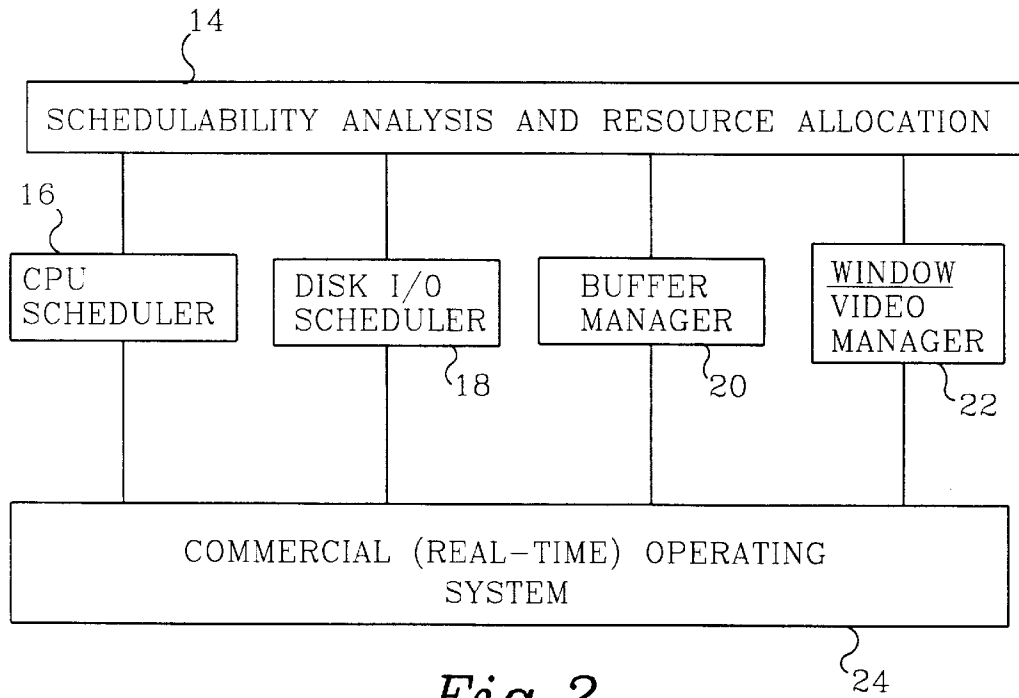 14
SCHEDULABILITY ANALYSIS AND RESOURCE ALLOCATION
16
CPU
SCHEDULER
DISK I/O
SCHEDULER
18
BUFFER
MANAGER
20
WINDOW
VIDEO
MANAGER
22
COMMERCIAL (REAL-TIME) OPERATING
SYSTEM
24
Fig. 2